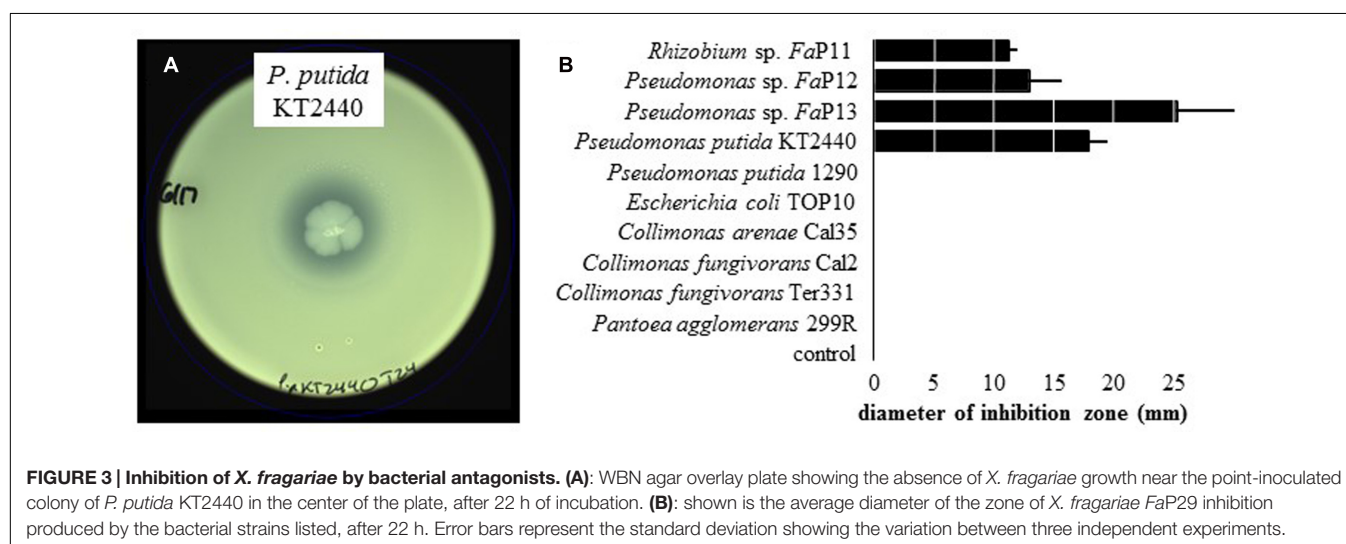 A
P. putida
KT2440
G/17
P.p KT2440 T24
B
Rhizobium sp. FaP11
Pseudomonas sp. FaP12
Pseudomonas sp. FaP13
Pseudomonas putida KT2440
Pseudomonas putida 1290
Escherichia coli TOP10
Collimonas arenae Cal35
Collimonas fungivorans Cal2
Collimonas fungivorans Ter331
Pantoea agglomerans 299R
control
0 5 10 15 20 25
diameter of inhibition zone (mm)
FIGURE 3 | Inhibition of X. fragariae by bacterial antagonists. (A): WBN agar overlay plate showing the absence of X. fragariae growth near the point-inoculated
colony of P. putida KT2440 in the center of the plate, after 22 h of incubation. (B): shown is the average diameter of the zone of X. fragariae FaP29 inhibition
produced by the bacterial strains listed, after 22 h. Error bars represent the standard deviation showing the variation between three independent experiments.